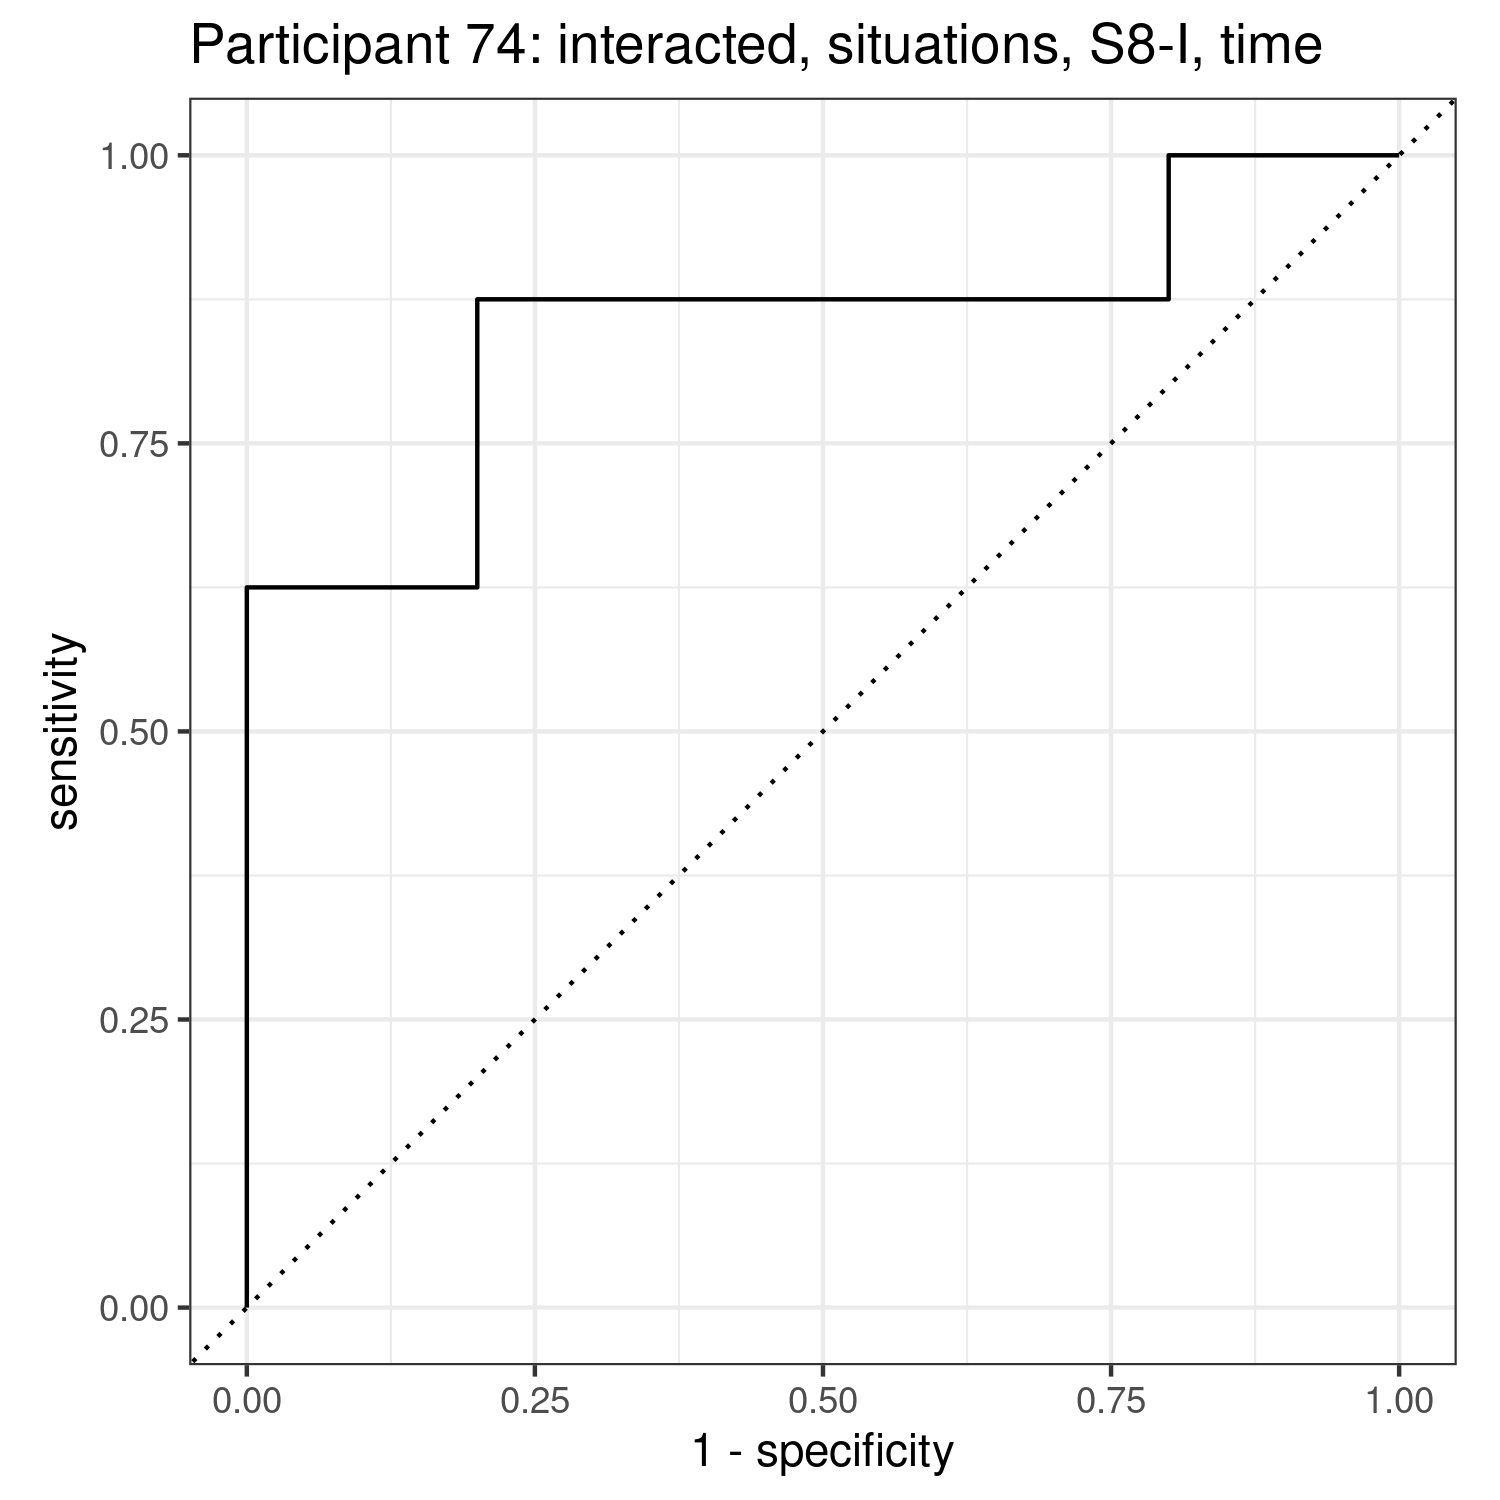 Participant 74: interacted, situations, S8-I, time
sensitivity
1.00
0.75
0.50
0.25
0.00
0.00 0.25 0.50 0.75 1.00
1 - specificity